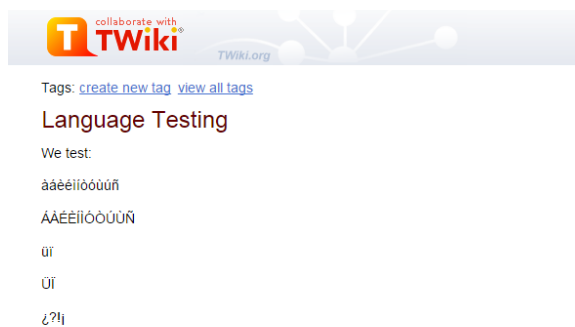 collaborate with
TWiki®
TWiki.org
Tags: create new tag view all tags
Language Testing
We test:
àáèéìíòóùúñ
ÁÀÉÈÍÌÓÒÚÙÑ
üï
ÜÏ
¿?!¡